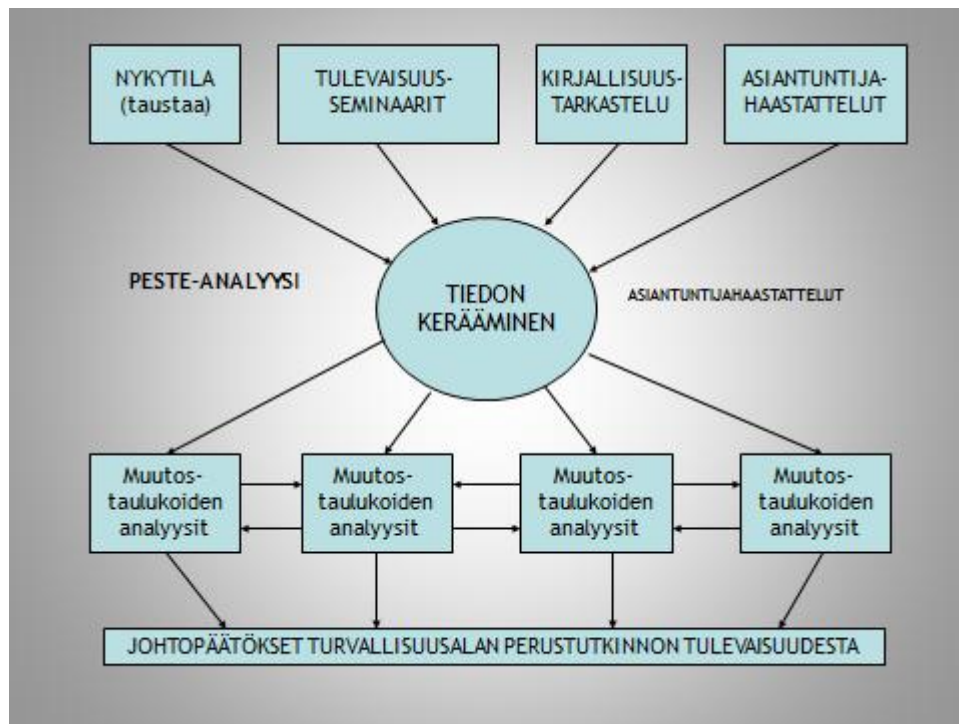 NYKYTILA
(taustaa)
TULEVAISUUS-
SEMINAARIT
KIRJALLISUUS-
TARKASTELU
ASIANTUNTIJA-
HAASTATTELUT
PESTE-ANALYYSI
TIEDON
KERÄÄMINEN
ASIANTUNTIJAHAASTATTELUT
Muutos-
taulukoiden
analyysit
Muutos-
taulukoiden
analyysit
Muutos-
taulukoiden
analyysit
Muutos-
taulukoiden
analyysit
JOHTOPÄÄTÖKSET TURVALLISUUSALAN PERUSTUTKINNON TULEVAISUUDESTA